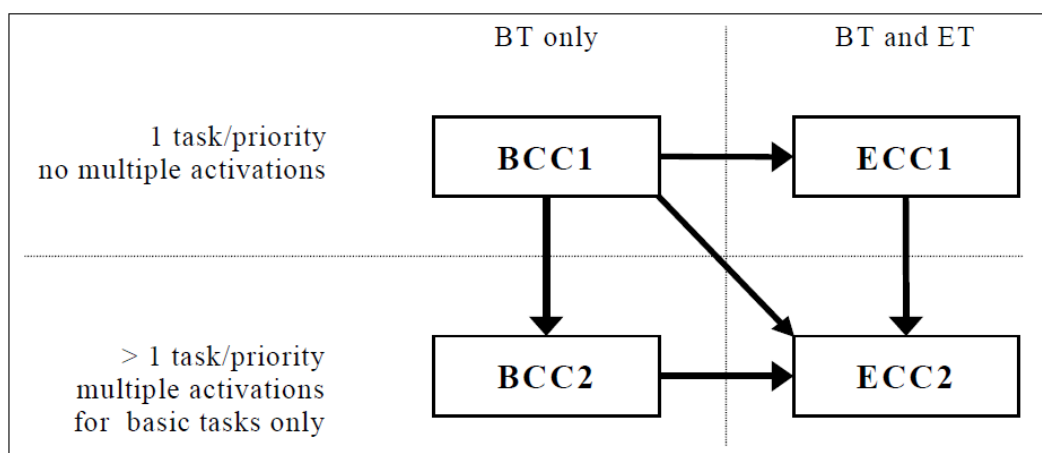 BT only
BT and ET
1 task/priority
no multiple activations
BCC1
ECC1
> 1 task/priority
multiple activations
for basic tasks only
BCC2
ECC2